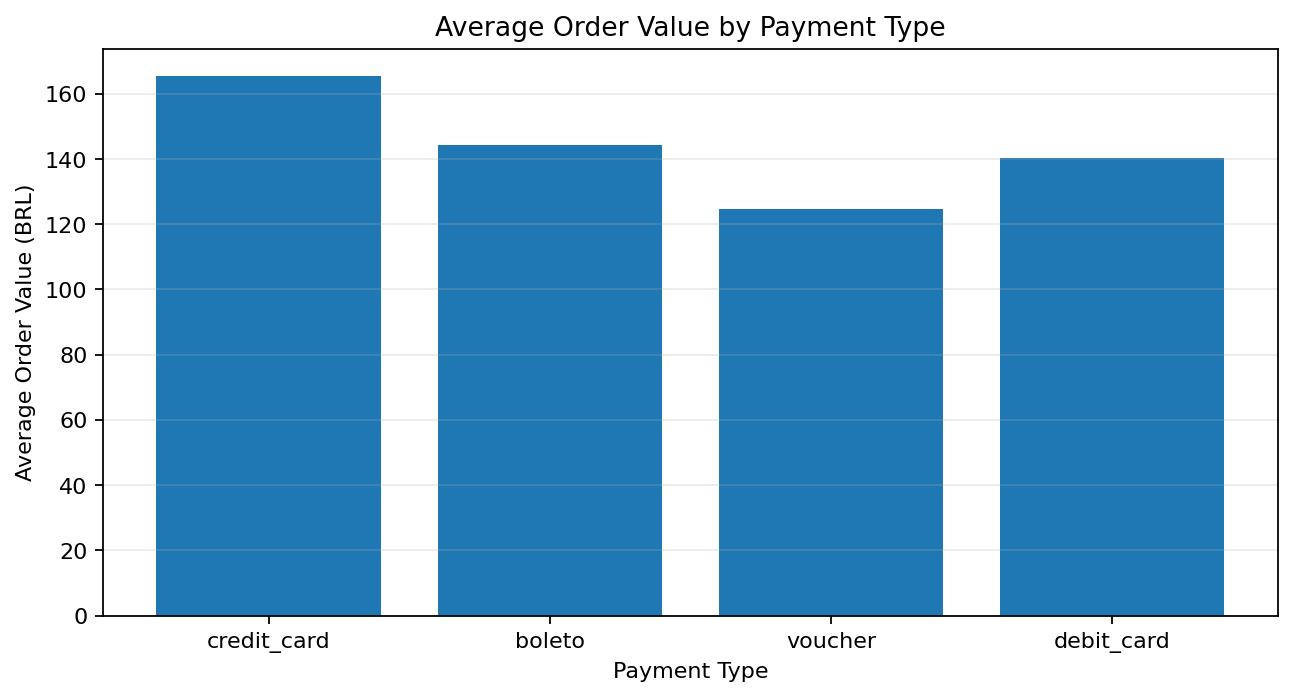 Average Order Value by Payment Type
Average Order Value (BRL)
160
140
120
100
80
60
40
20
0
credit_card boleto voucher debit_card
Payment Type